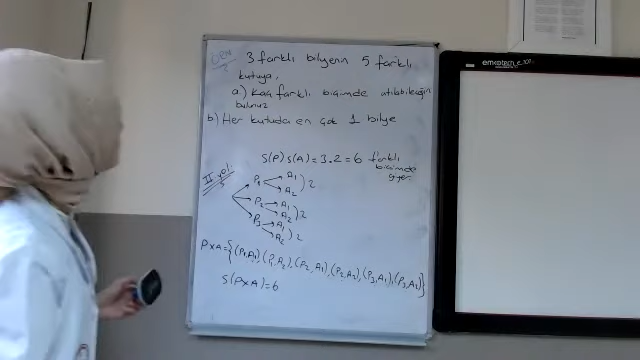 ÖRN 3 farklı bilyenin 5 farklı
kutuya,
a) Kaç farklı biçimde atılabileceğini
bulunuz
b) Her kutuda en çok 1 bilye
s(P) s(A) = 3.2 = 6 farklı
biçimde
giyer.
II. yol:
P1 A1
A2 ) 2
P2 A1
A2 ) 2
P3 A1
A2 ) 2
PxA={(P1,A1),(P1,A2),(P2,A1),(P2,A2),(P3,A1),(P3,A2)}
s(PxA)=6